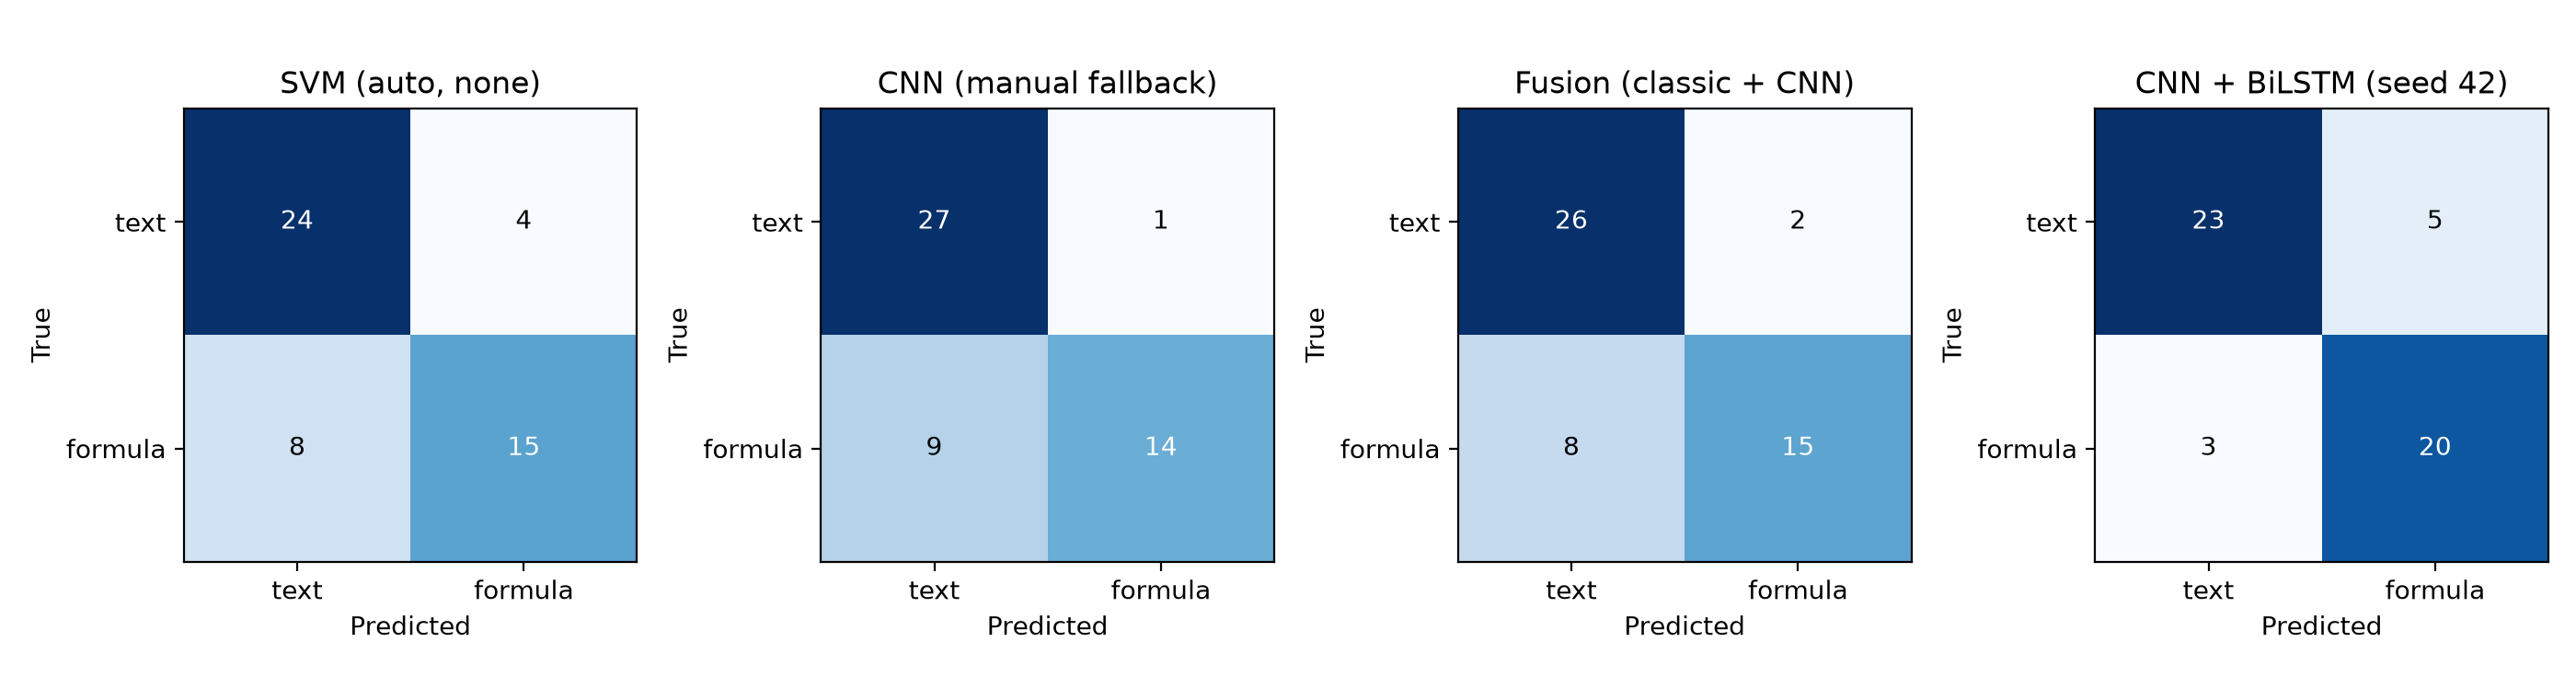 SVM (auto, none)
True
text
formula
24 4
8 15
text formula
Predicted
CNN (manual fallback)
True
text
formula
27 1
9 14
text formula
Predicted
Fusion (classic + CNN)
True
text
formula
26 2
8 15
text formula
Predicted
CNN + BiLSTM (seed 42)
True
text
formula
23 5
3 20
text formula
Predicted